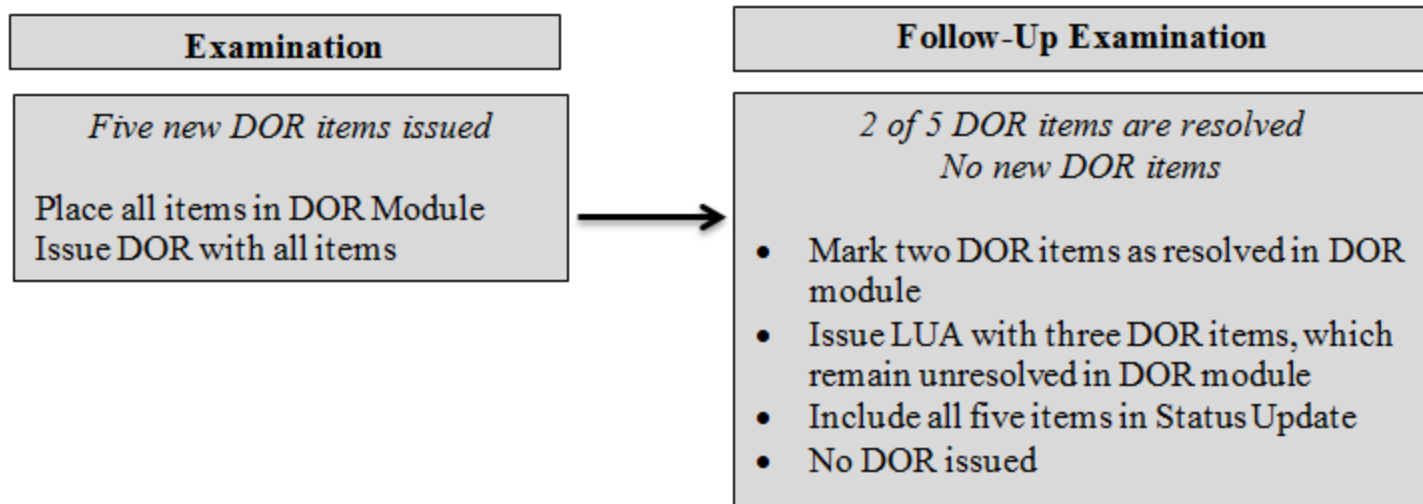 Examination
Five new DOR items issued
Place all items in DOR Module
Issue DOR with all items
Follow-Up Examination
2 of 5 DOR items are resolved
No new DOR items
• Mark two DOR items as resolved in DOR
module
• Issue LUA with three DOR items, which
remain unresolved in DOR module
• Include all five items in Status Update
• No DOR issued